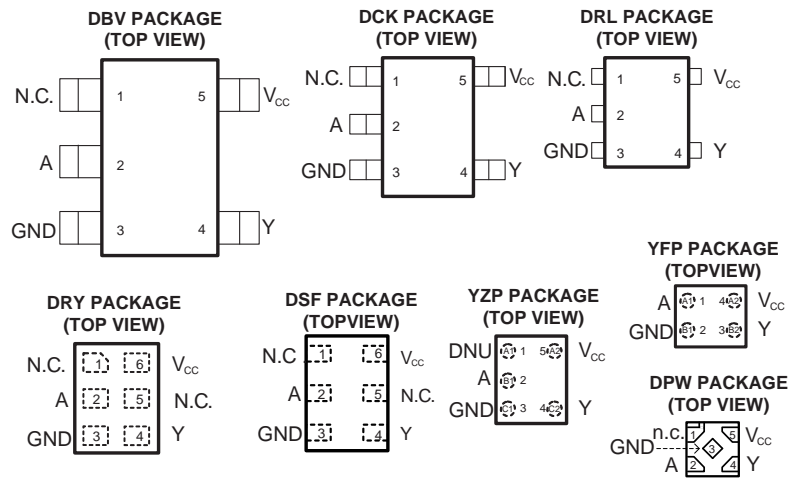 DBV PACKAGE
(TOP VIEW)
N.C. 1 5 VCC
A 2
GND 3 4 Y
DCK PACKAGE
(TOP VIEW)
N.C. 1 5 VCC
A 2
GND 3 4 Y
DRL PACKAGE
(TOP VIEW)
N.C. 1 5 VCC
A 2
GND 3 4 Y
DRY PACKAGE
(TOP VIEW)
N.C. 1 6 VCC
A 2 5 N.C.
GND 3 4 Y
DSF PACKAGE
(TOPVIEW)
N.C 1 6 VCC
A 2 5 N.C.
GND 3 4 Y
YZP PACKAGE
(TOP VIEW)
DNU A1 1 5 A2 VCC
A B1 2
GND C1 3 4 C2 Y
YFP PACKAGE
(TOPVIEW)
A A1 1 4 A2 VCC
GND B1 2 3 B2 Y
DPW PACKAGE
(TOP VIEW)
n.c. 1 5 VCC
GND 3
A 2 4 Y